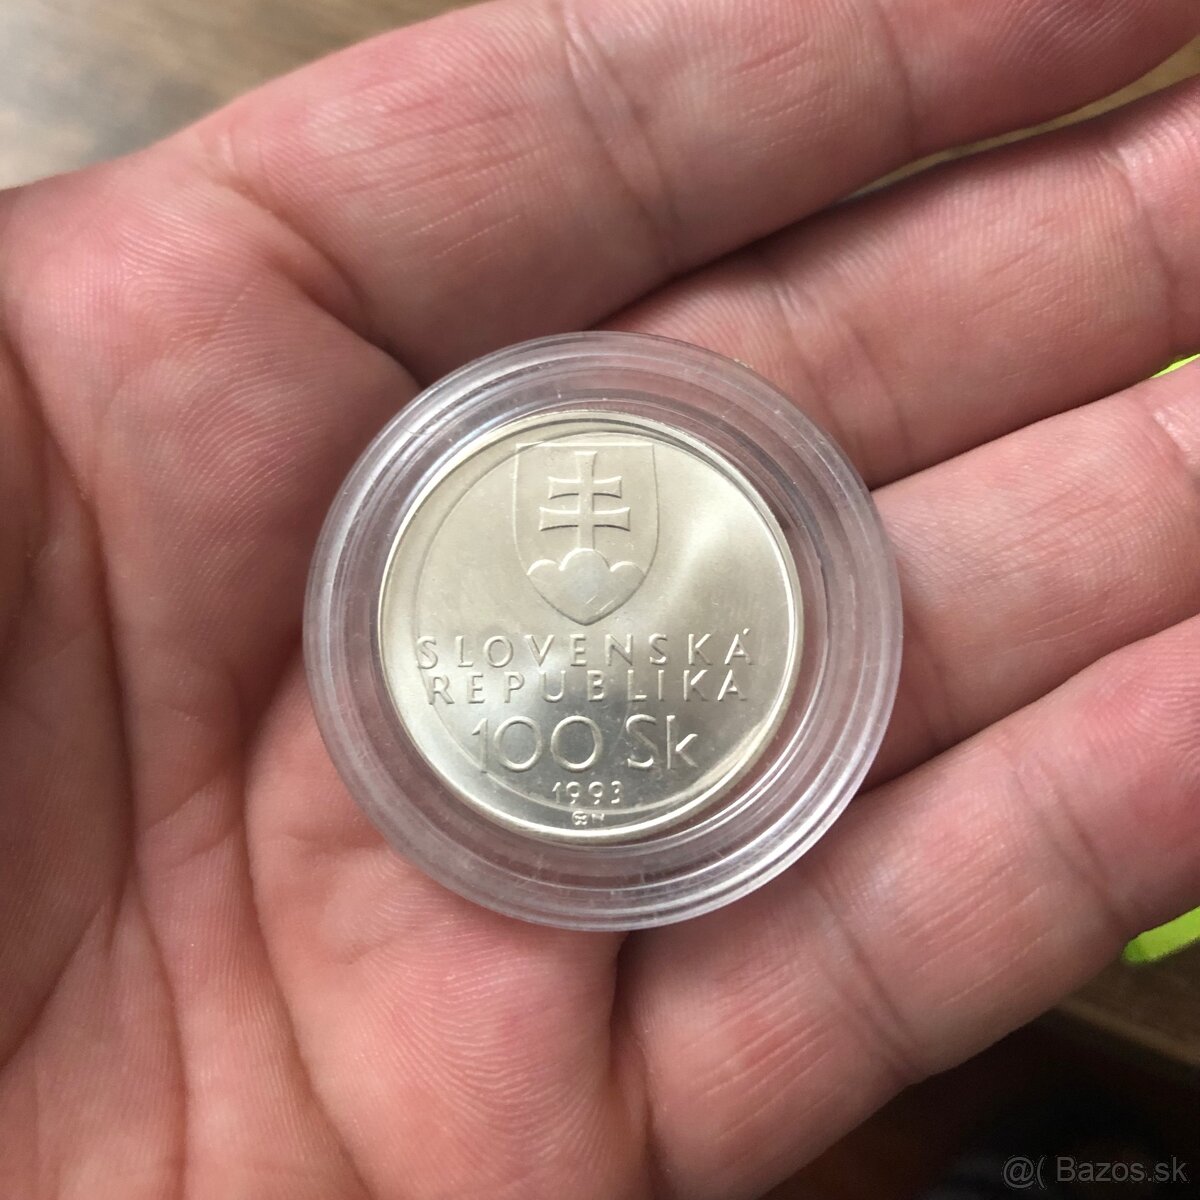 SLOVENSKÁ
REPUBLIKA
100 Sk
1993
@( Bazos.sk